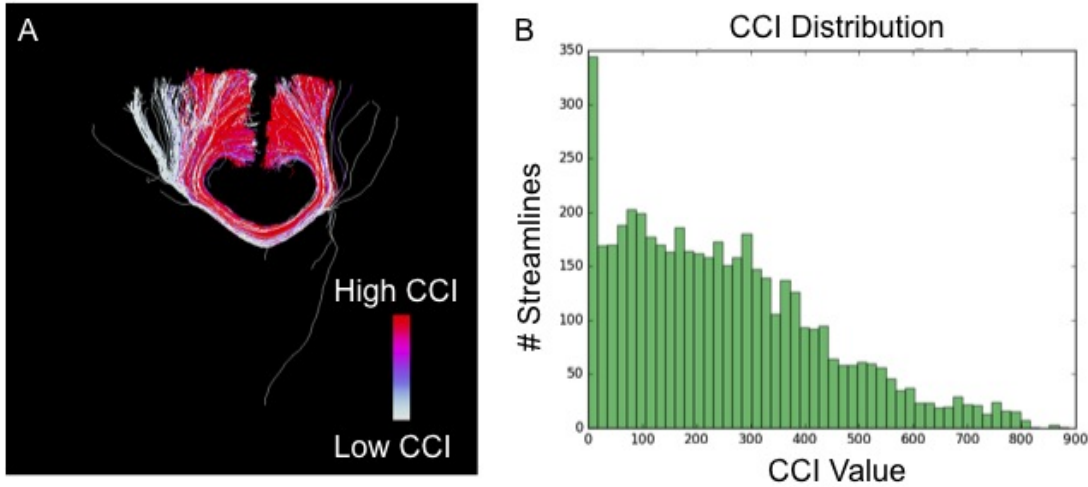 A
High CCI
Low CCI
B
CCI Distribution
# Streamlines
350
300
250
200
150
100
50
0
0 100 200 300 400 500 600 700 800 900
CCI Value